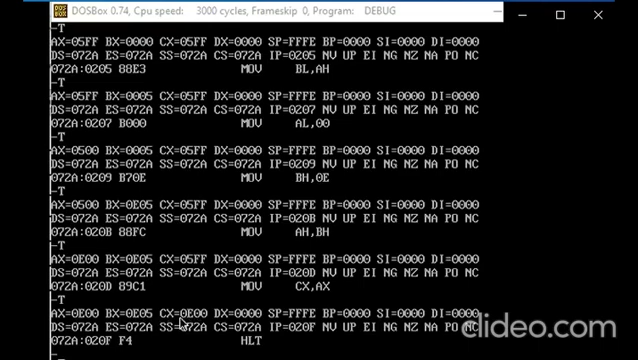 DOSBox 0.74, Cpu speed: 3000 cycles, Frameskip 0, Program: DEBUG
-T
AX=05FF BX=0000 CX=05FF DX=0000 SP=FFFE BP=0000 SI=0000 DI=0000
DS=072A ES=072A SS=072A CS=072A IP=0205 NV UP EI NG NZ NA PO NC
072A:0205 88E3 MOV BL,AH
-T
AX=05FF BX=0005 CX=05FF DX=0000 SP=FFFE BP=0000 SI=0000 DI=0000
DS=072A ES=072A SS=072A CS=072A IP=0207 NV UP EI NG NZ NA PO NC
072A:0207 B000 MOV AL,00
-T
AX=0500 BX=0005 CX=05FF DX=0000 SP=FFFE BP=0000 SI=0000 DI=0000
DS=072A ES=072A SS=072A CS=072A IP=0209 NV UP EI NG NZ NA PO NC
072A:0209 B70E MOV BH,0E
-T
AX=0500 BX=0E05 CX=05FF DX=0000 SP=FFFE BP=0000 SI=0000 DI=0000
DS=072A ES=072A SS=072A CS=072A IP=020B NV UP EI NG NZ NA PO NC
072A:020B 88FC MOV AH,BH
-T
AX=0E00 BX=0E05 CX=05FF DX=0000 SP=FFFE BP=0000 SI=0000 DI=0000
DS=072A ES=072A SS=072A CS=072A IP=020D NV UP EI NG NZ NA PO NC
072A:020D 89C1 MOV CX,AX
-T
AX=0E00 BX=0E05 CX=0E00 DX=0000 SP=FFFE BP=0000 SI=0000 DI=0000
DS=072A ES=072A SS=072A CS=072A IP=020F NV UP EI NG NZ NA PO NC
072A:020F F4 HLT
-
clideo.com